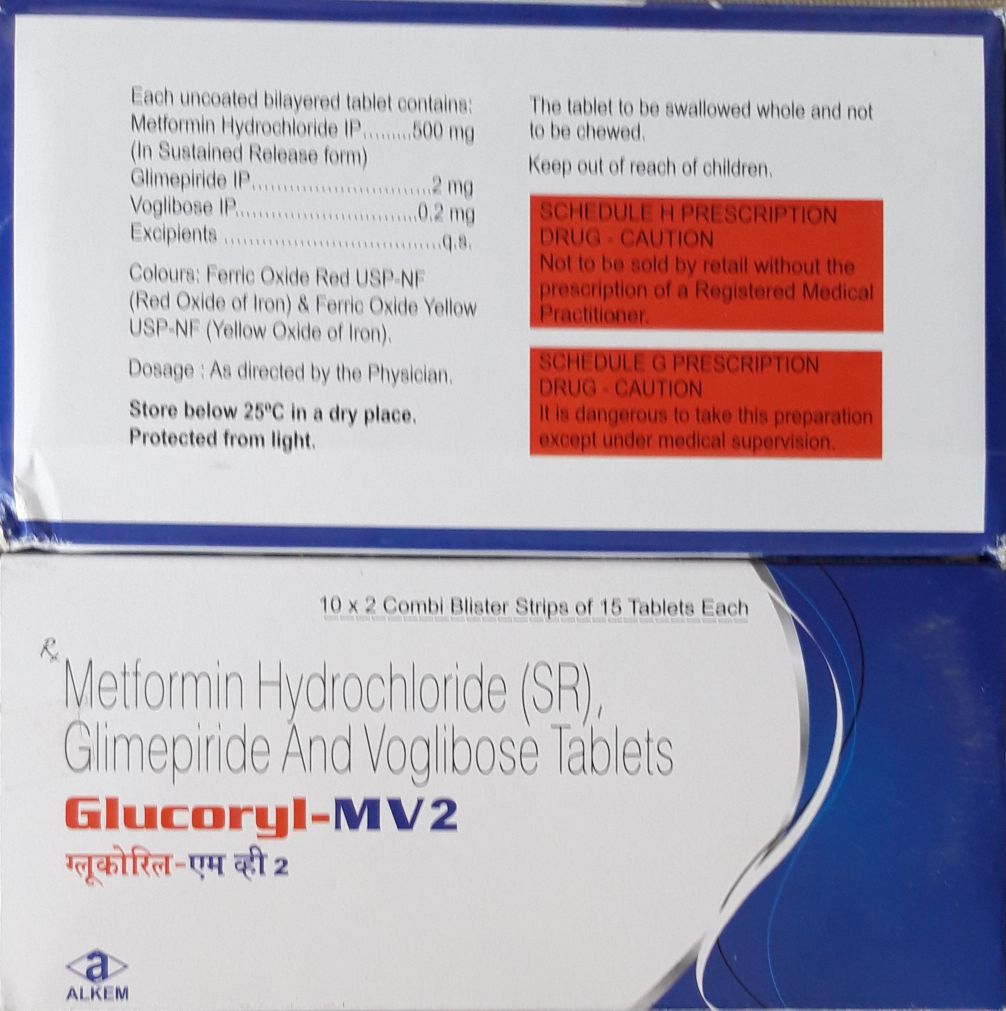 Each uncoated bilayered tablet contains:
Metformin Hydrochloride IP.........500 mg
(In Sustained Release form)
Glimepiride IP..............................2 mg
Voglibose IP...............................0.2 mg
Excipients ....................................q.s.
Colours: Ferric Oxide Red USP-NF
(Red Oxide of Iron) & Ferric Oxide Yellow
USP-NF (Yellow Oxide of Iron).
Dosage : As directed by the Physician.
Store below 25°C in a dry place.
Protected from light.
The tablet to be swallowed whole and not
to be chewed.
Keep out of reach of children.
SCHEDULE H PRESCRIPTION
DRUG - CAUTION
Not to be sold by retail without the
prescription of a Registered Medical
Practitioner.
SCHEDULE G PRESCRIPTION
DRUG - CAUTION
It is dangerous to take this preparation
except under medical supervision.
10 x 2 Combi Blister Strips of 15 Tablets Each
Rx
Metformin Hydrochloride (SR),
Glimepiride And Voglibose Tablets
Glucoryl-MV2
ग्लूकोरिल-एम व्ही 2
a
ALKEM